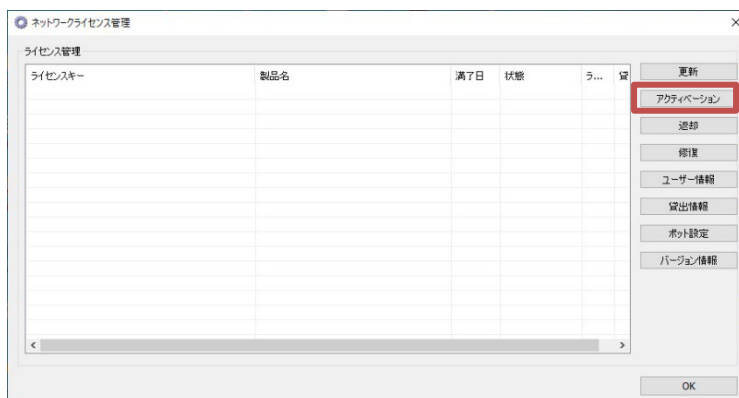 ネットワークライセンス管理
ライセンス管理
ライセンスキー 製品名 満了日 状態 ラ... 貸
更新
アクティベーション
返却
修復
ユーザー情報
貸出情報
ポット設定
バージョン情報
OK